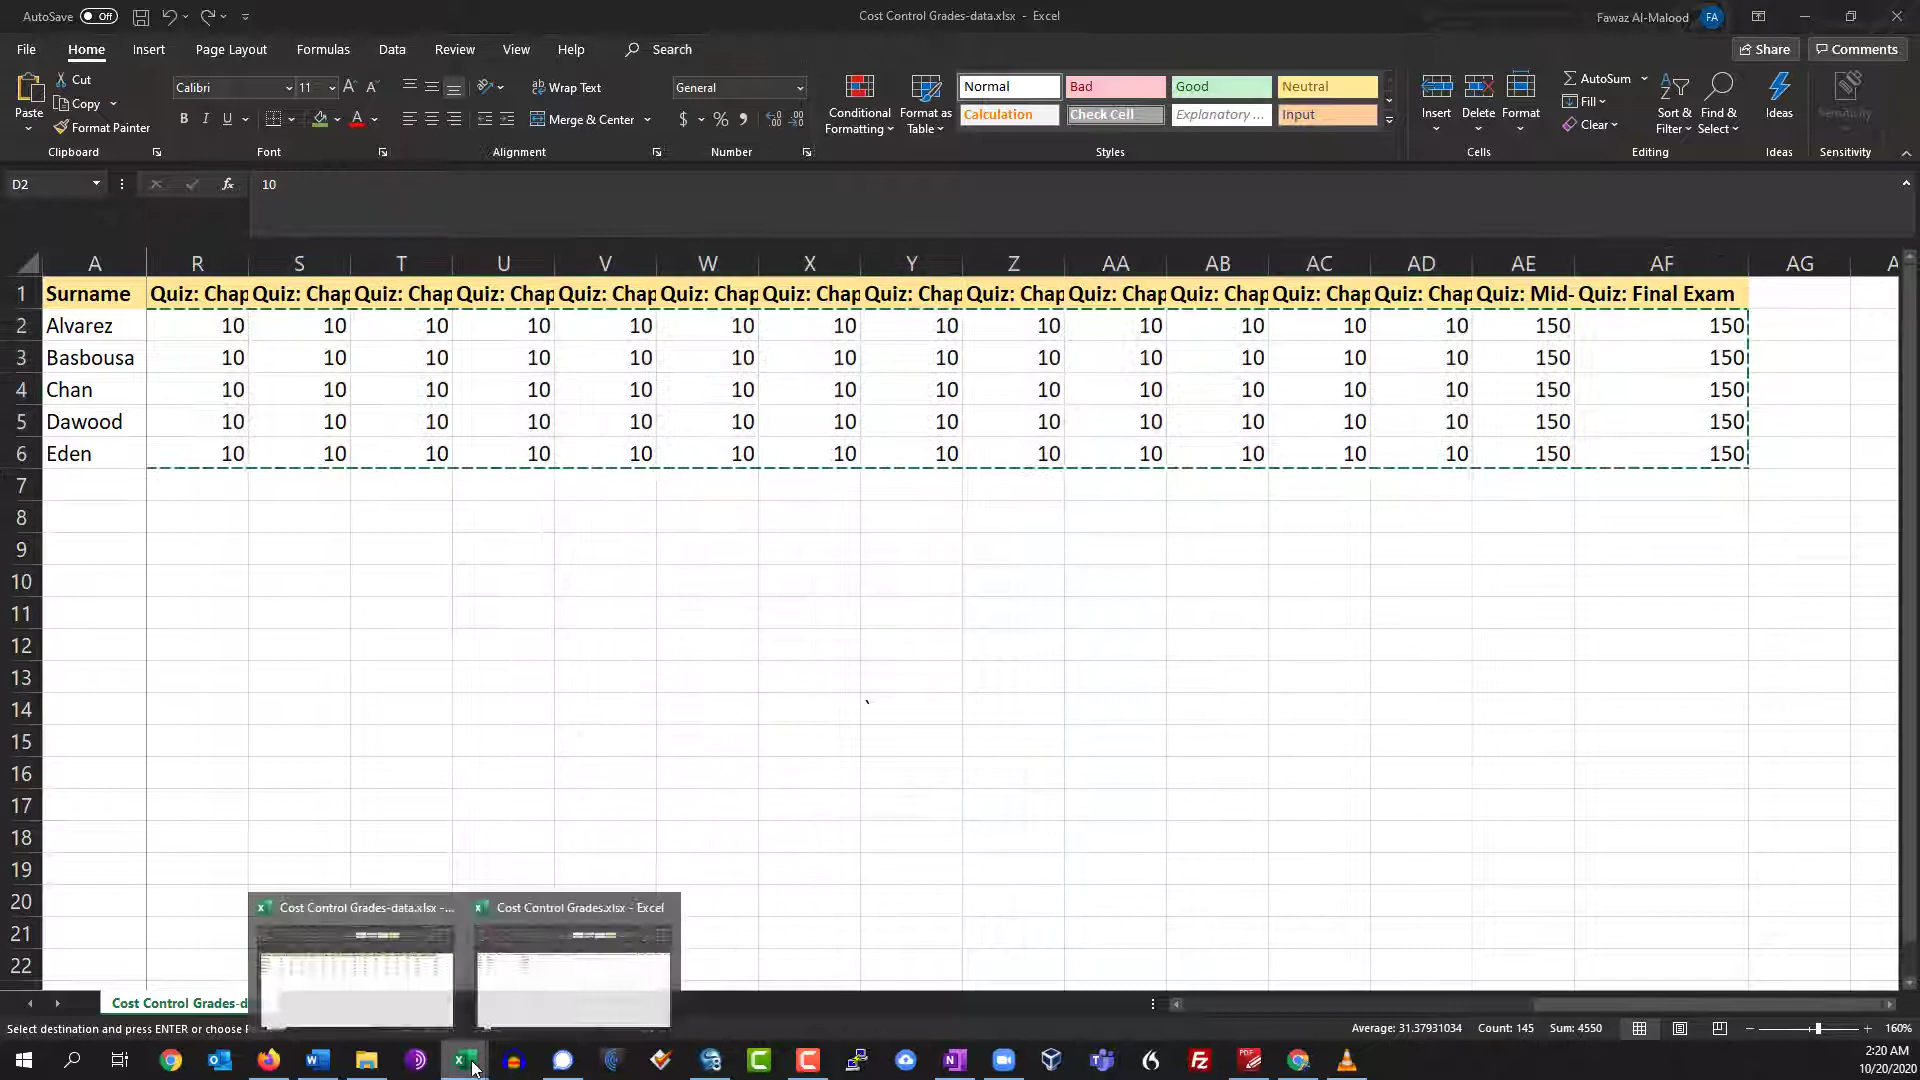 AutoSave Off Cost Control Grades-data.xlsx - Excel Fawaz Al-Malood FA
File Home Insert Page Layout Formulas Data Review View Help Search Share Comments
Paste Cut Copy Format Painter
Calibri 11 B I U A A A
Wrap Text Merge & Center
General $ % 9
Conditional Formatting Format as Table
Normal Bad Good Neutral
Calculation Check Cell Explanatory ... Input
Insert Delete Format
AutoSum Fill Clear Sort & Filter Find & Select
Ideas Sensitivity
Clipboard Font Alignment Number Styles Cells Editing Ideas Sensitivity
D2 fx 10
A R S T U V W X Y Z AA AB AC AD AE AF AG A
1 Surname Quiz: Chap Quiz: Chap Quiz: Chap Quiz: Chap Quiz: Chap Quiz: Chap Quiz: Chap Quiz: Chap Quiz: Chap Quiz: Chap Quiz: Chap Quiz: Chap Quiz: Chap Quiz: Mid- Quiz: Final Exam
2 Alvarez 10 10 10 10 10 10 10 10 10 10 10 10 10 150 150
3 Basbousa 10 10 10 10 10 10 10 10 10 10 10 10 10 150 150
4 Chan 10 10 10 10 10 10 10 10 10 10 10 10 10 150 150
5 Dawood 10 10 10 10 10 10 10 10 10 10 10 10 10 150 150
6 Eden 10 10 10 10 10 10 10 10 10 10 10 10 10 150 150
7
8
9
10
11
12
13
14
15
16
17
18
19
20
21
22
Cost Control Grades-data.xlsx -... Cost Control Grades.xlsx - Excel
Cost Control Grades-d
Select destination and press ENTER or choose Average: 31.37931034 Count: 145 Sum: 4550 160%
2:20 AM
10/20/2020